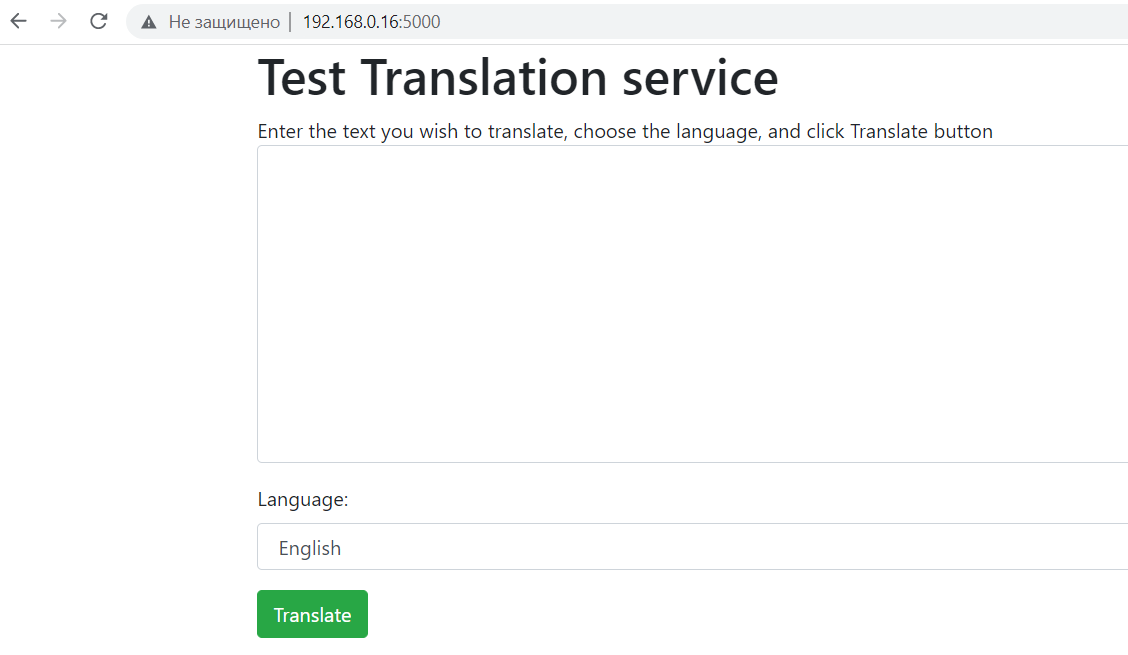 Не защищено | 192.168.0.16:5000
Test Translation service
Enter the text you wish to translate, choose the language, and click Translate button
Language:
English
Translate